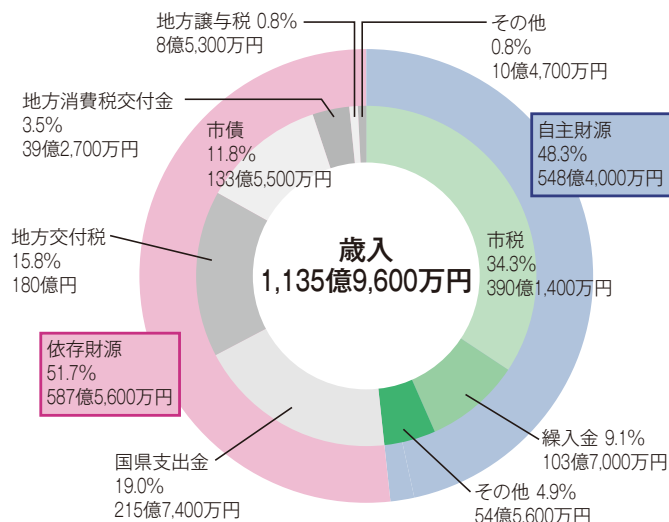 地方譲与税 0.8%
8億5,300万円
その他
0.8%
10億4,700万円
地方消費税交付金
3.5%
39億2,700万円
市債
11.8%
133億5,500万円
自主財源
48.3%
548億4,000万円
地方交付税
15.8%
180億円
歳入
1,135億9,600万円
市税
34.3%
390億1,400万円
依存財源
51.7%
587億5,600万円
国県支出金
19.0%
215億7,400万円
繰入金 9.1%
103億7,000万円
その他 4.9%
54億5,600万円